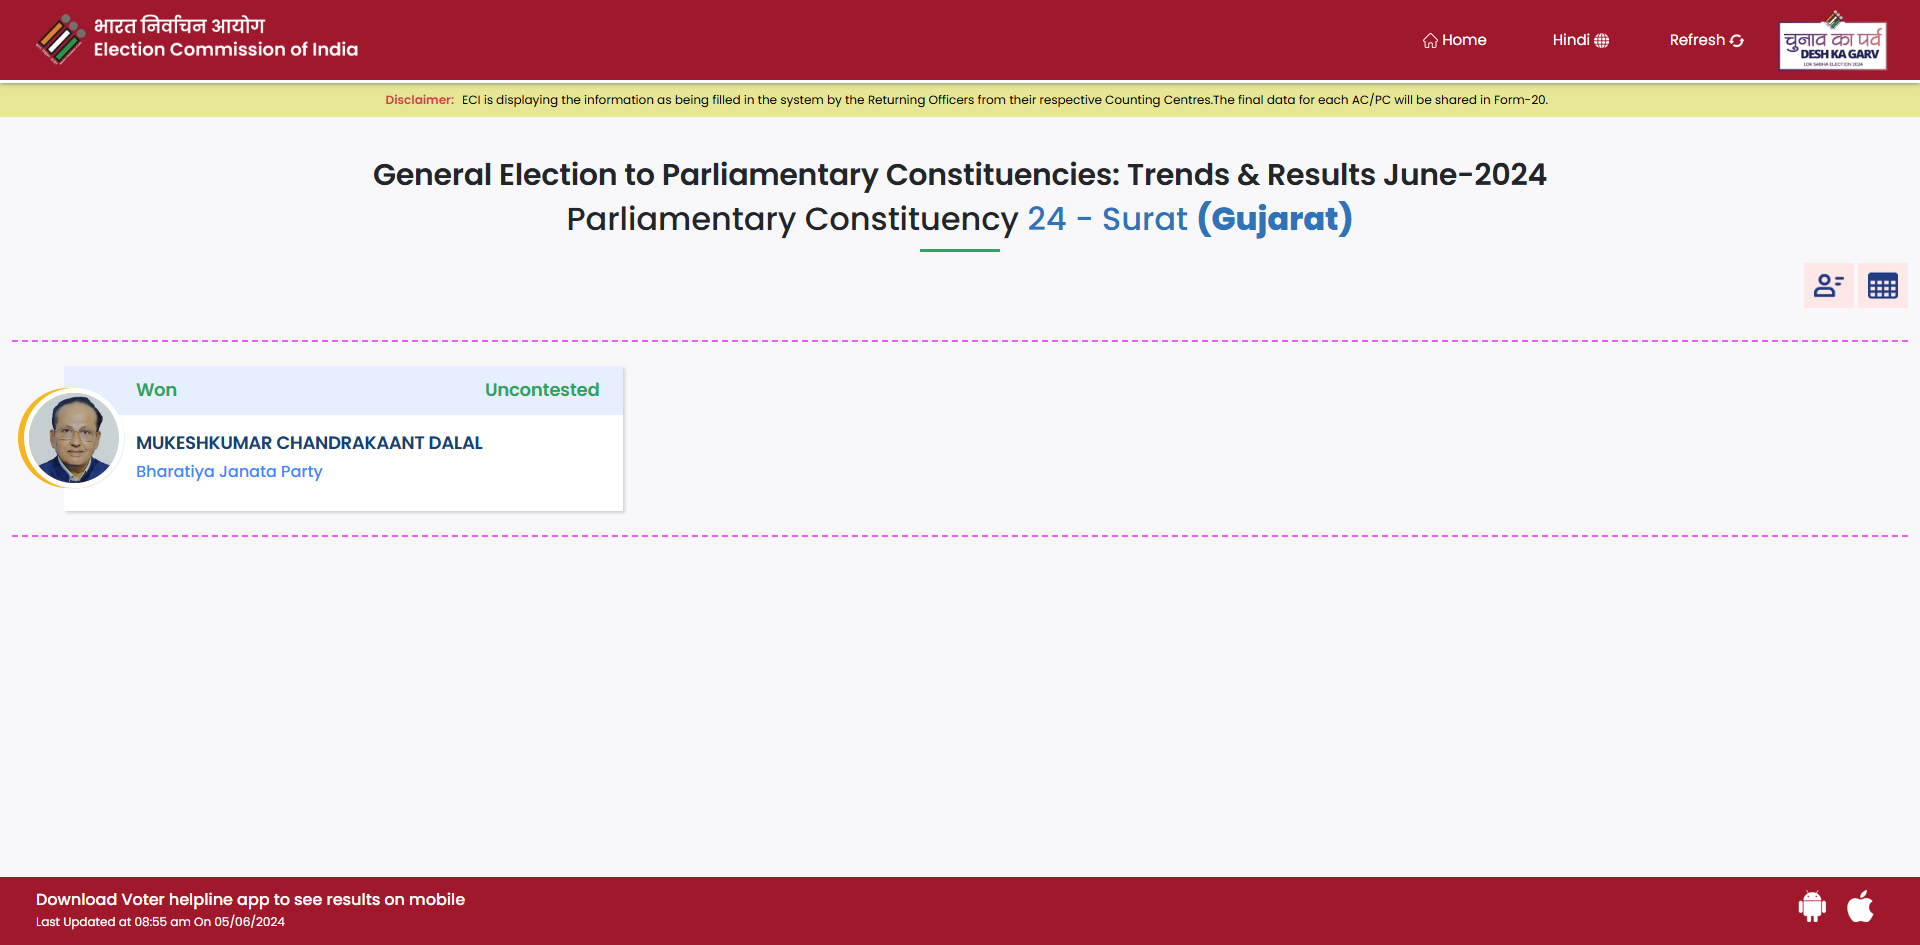 भारत निर्वाचन आयोग
Election Commission of India
Home
Hindi
Refresh
चुनाव का पर्व
DESH KA GARV
LOK SABHA ELECTION 2024
Disclaimer: ECI is displaying the information as being filled in the system by the Returning Officers from their respective Counting Centres.The final data for each AC/PC will be shared in Form-20.
General Election to Parliamentary Constituencies: Trends & Results June-2024
Parliamentary Constituency 24 - Surat (Gujarat)
Won Uncontested
MUKESHKUMAR CHANDRAKAANT DALAL
Bharatiya Janata Party
Download Voter helpline app to see results on mobile
Last Updated at 08:55 am On 05/06/2024